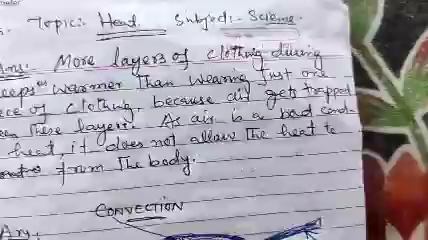 Topic:- Head Subject:- Science.
Ans:- More layers of clothing during
keeps us warmer than wearing just one
piece of clothing, because air gets trapped
these layers. As air is a bad cond-
heat, it does not allow the heat to
from the body.
CONVECTION
Ans.